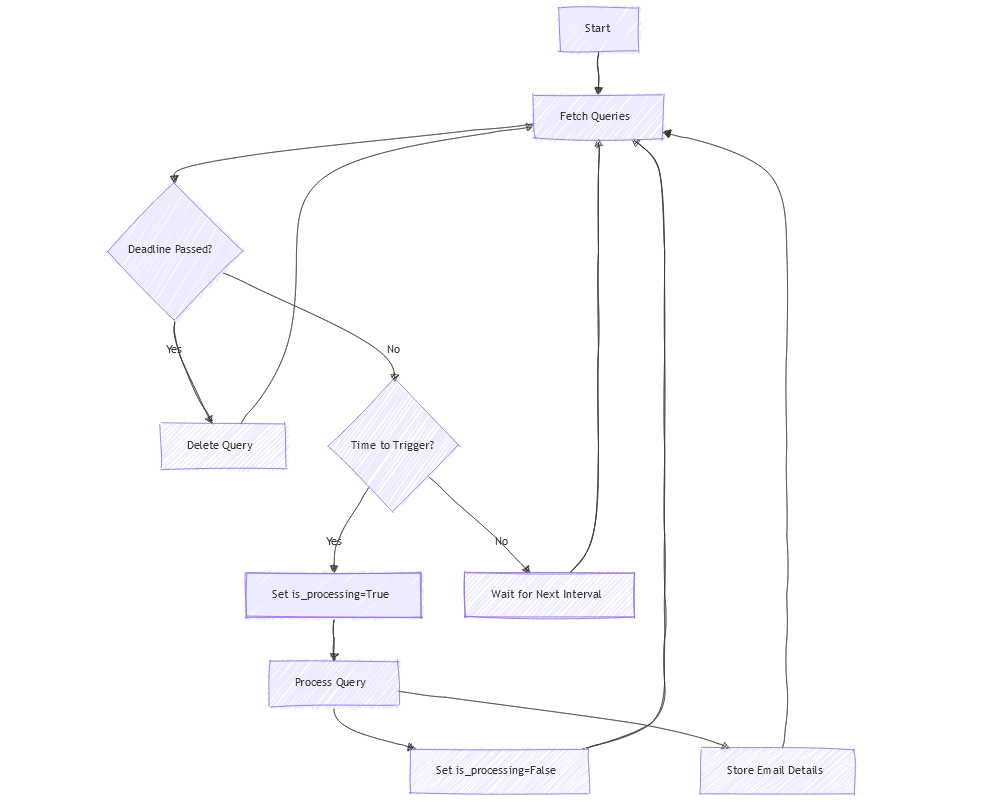 Start
Fetch Queries
Deadline Passed?
Yes
No
Delete Query
Time to Trigger?
Yes
No
Set is_processing=True
Wait for Next Interval
Process Query
Set is_processing=False
Store Email Details